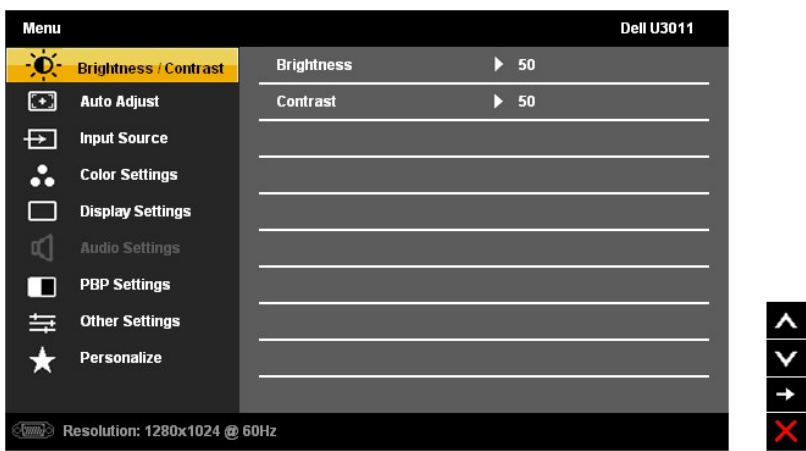 Menu Dell U3011
Brightness / Contrast Brightness 50
Auto Adjust Contrast 50
Input Source
Color Settings
Display Settings
Audio Settings
PBP Settings
Other Settings
Personalize
Resolution: 1280x1024 @ 60Hz